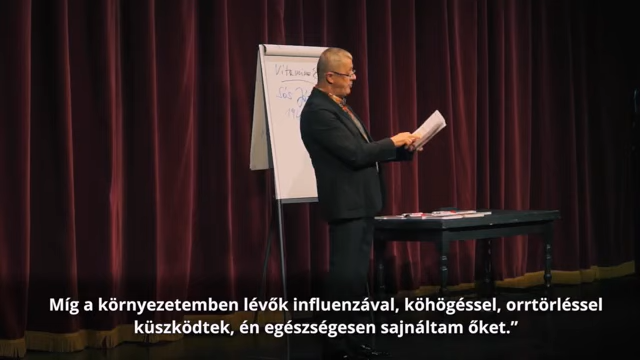 Míg a környezetemben lévők influenzával, köhögéssel, orrtörléssel
küszködtek, én egészségesen sajnáltam őket.”